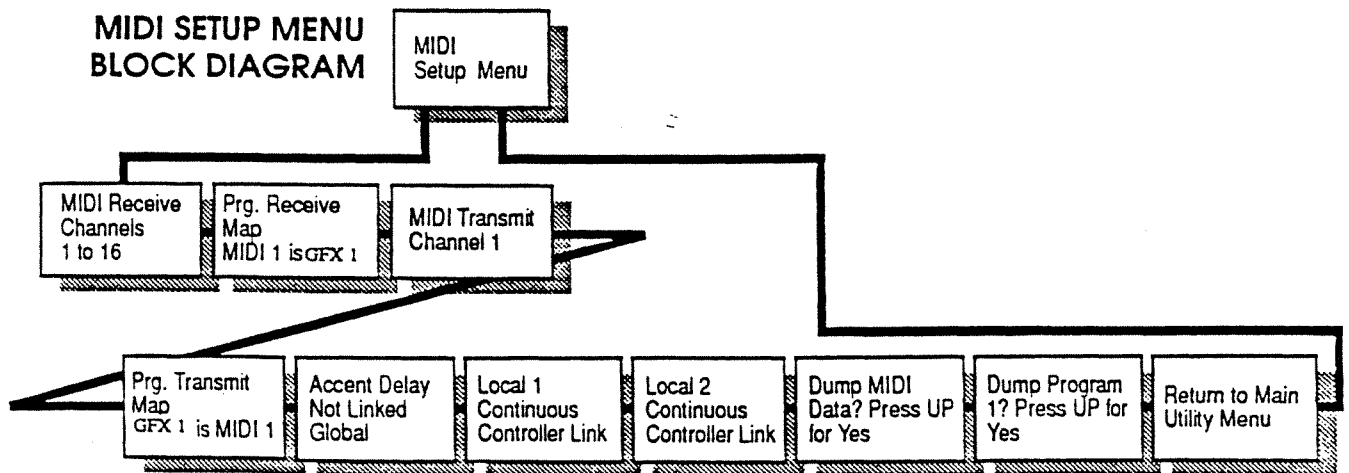 MIDI SETUP MENU
BLOCK DIAGRAM
MIDI
Setup Menu
MIDI Receive
Channels
1 to 16
Prg. Receive
Map
MIDI 1 is GFX 1
MIDI Transmit
Channel 1
Prg. Transmit
Map
GFX 1 is MIDI 1
Accent Delay
Not Linked
Global
Local 1
Continuous
Controller Link
Local 2
Continuous
Controller Link
Dump MIDI
Data? Press UP
for Yes
Dump Program
1? Press UP for
Yes
Return to Main
Utility Menu